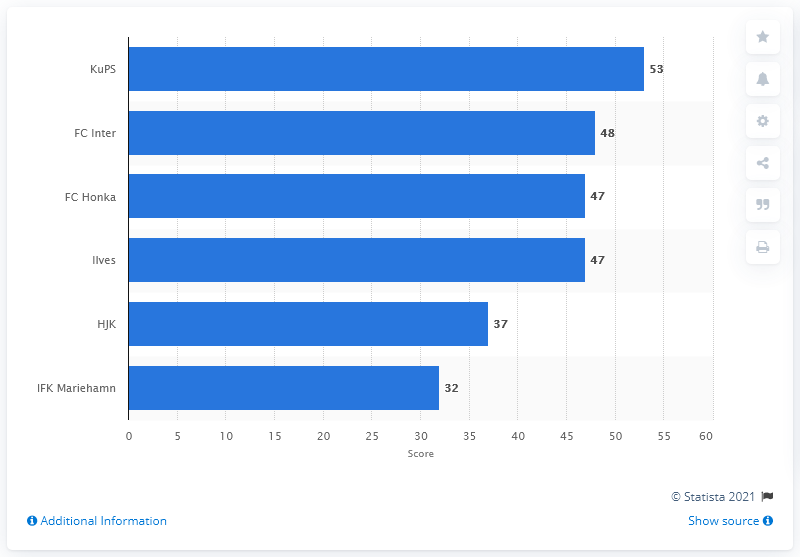 KuPS 53
FC Inter 48
FC Honka 47
Ilves 47
HJK 37
IFK Mariehamn 32
0 5 10 15 20 25 30 35 40 45 50 55 60
Score
© Statista 2021
Additional Information Show source